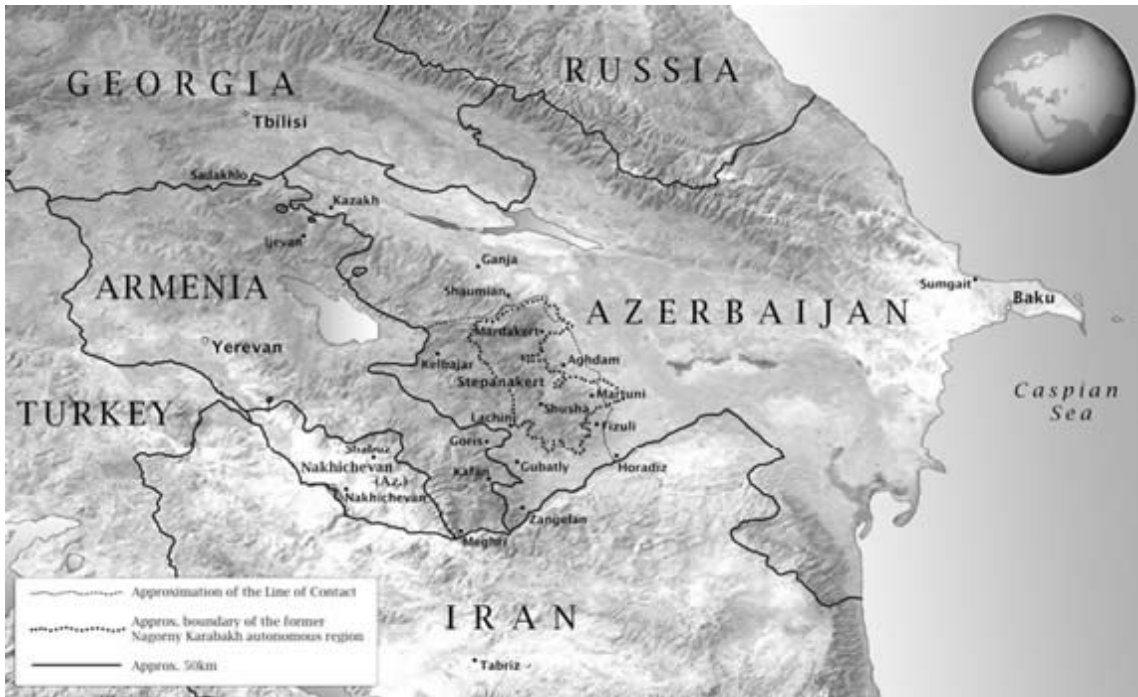 GEORGIA
RUSSIA
Tbilisi
Sadakhlo
Kazakh
Ijevan
Ganja
ARMENIA
Shaumian
AZERBAIJAN
Sumgait
Baku
Mardakert
Yerevan
Kelbajar
Aghdam
Stepanakert
Martuni
Caspian
Sea
TURKEY
Shusha
Lachin
Fizuli
Goris
Shabuz
Nakhichevan
(Az.)
Kafan
Gubatly
Horadiz
Nakhichevan
Zangelan
Meghri
IRAN
Tabriz
Approximation of the Line of Contact
Approx. boundary of the former
Nagorny Karabakh autonomous region
Approx. 50km